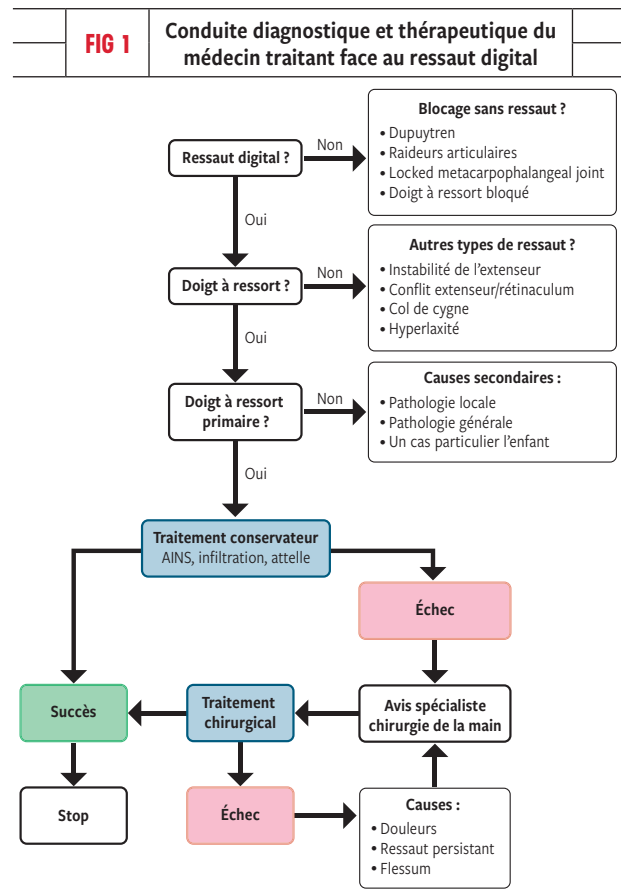 FIG 1
Conduite diagnostique et thérapeutique du
médecin traitant face au ressaut digital
Ressaut digital ?
Non
Blocage sans ressaut ?
• Dupuytren
• Raideurs articulaires
• Locked metacarpophalangeal joint
• Doigt à ressort bloqué
Oui
Doigt à ressort ?
Non
Autres types de ressaut ?
• Instabilité de l'extenseur
• Conflit extenseur/rétinaculum
• Col de cygne
• Hyperlaxité
Oui
Doigt à ressort
primaire ?
Non
Causes secondaires :
• Pathologie locale
• Pathologie générale
• Un cas particulier l'enfant
Oui
Traitement conservateur
AINS, infiltration, attelle
Échec
Succès
Traitement
chirurgical
Avis spécialiste
chirurgie de la main
Stop
Échec
Causes :
• Douleurs
• Ressaut persistant
• Flessum